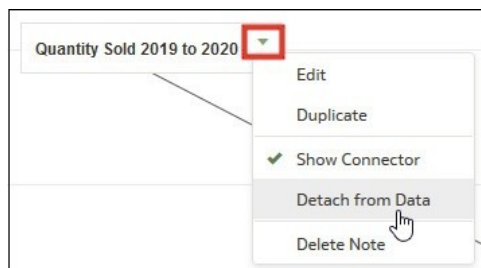 Quantity Sold 2019 to 2020
Edit
Duplicate
Show Connector
Detach from Data
Delete Note